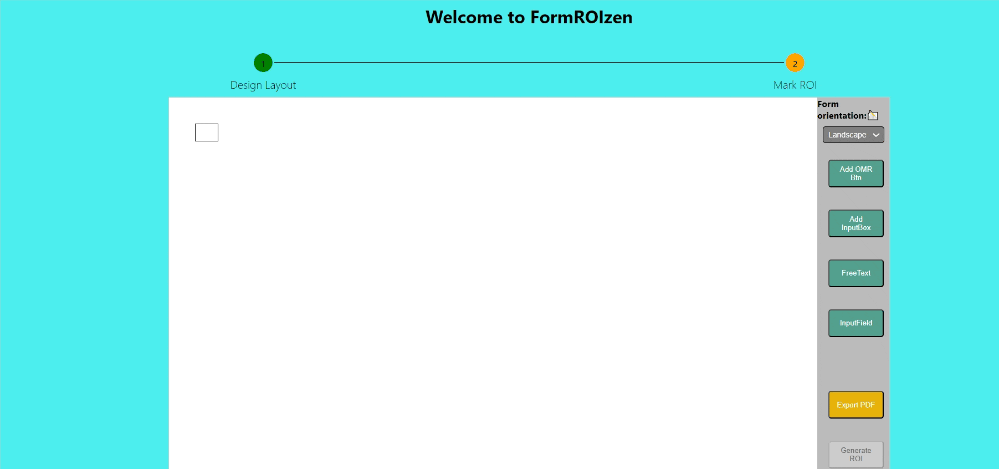 Welcome to FormROIzen
1
2
Design Layout
Mark ROI
Form
orientation:
Landscape
Add OMR
Btn
Add
InputBox
FreeText
InputField
Export PDF
Generate
ROI